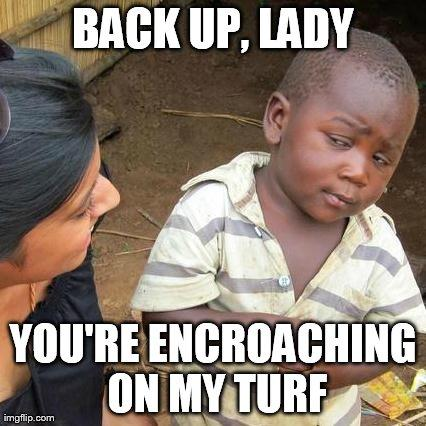 BACK UP, LADY
YOU'RE ENCROACHING
ON MY TURF
imgflip.com